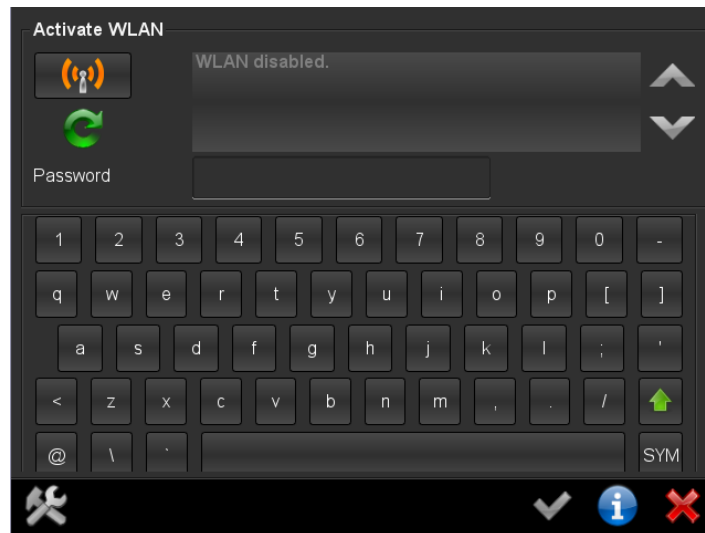 Activate WLAN
WLAN disabled.
Password
1 2 3 4 5 6 7 8 9 0 -
q w e r t y u i o p [ ]
a s d f g h j k l ; '
< z x c v b n m , . /
@ \ ` SYM
i